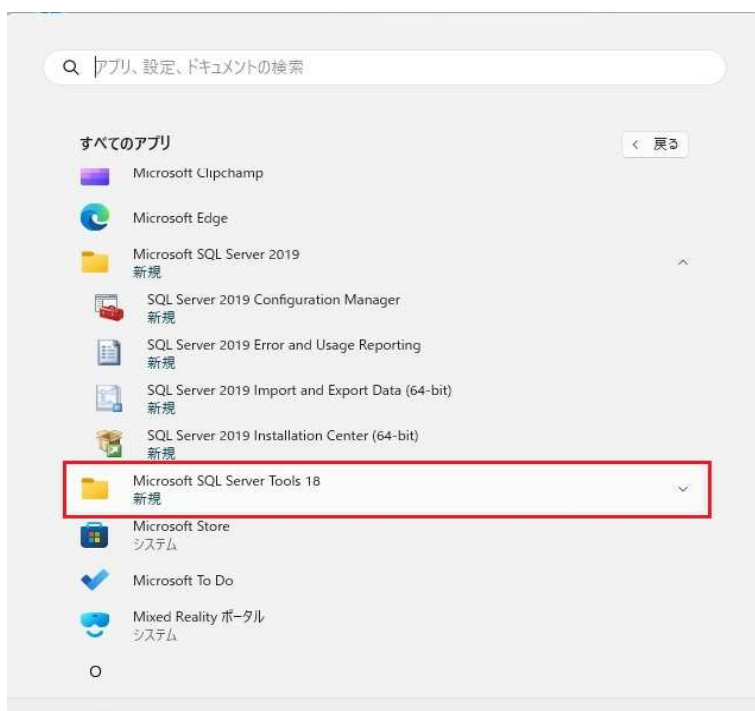 アプリ、設定、ドキュメントの検索
すべてのアプリ
戻る
Microsoft Clipchamp
Microsoft Edge
Microsoft SQL Server 2019
新規
SQL Server 2019 Configuration Manager
新規
SQL Server 2019 Error and Usage Reporting
新規
SQL Server 2019 Import and Export Data (64-bit)
新規
SQL Server 2019 Installation Center (64-bit)
新規
Microsoft SQL Server Tools 18
新規
Microsoft Store
システム
Microsoft To Do
Mixed Reality ポータル
システム
O